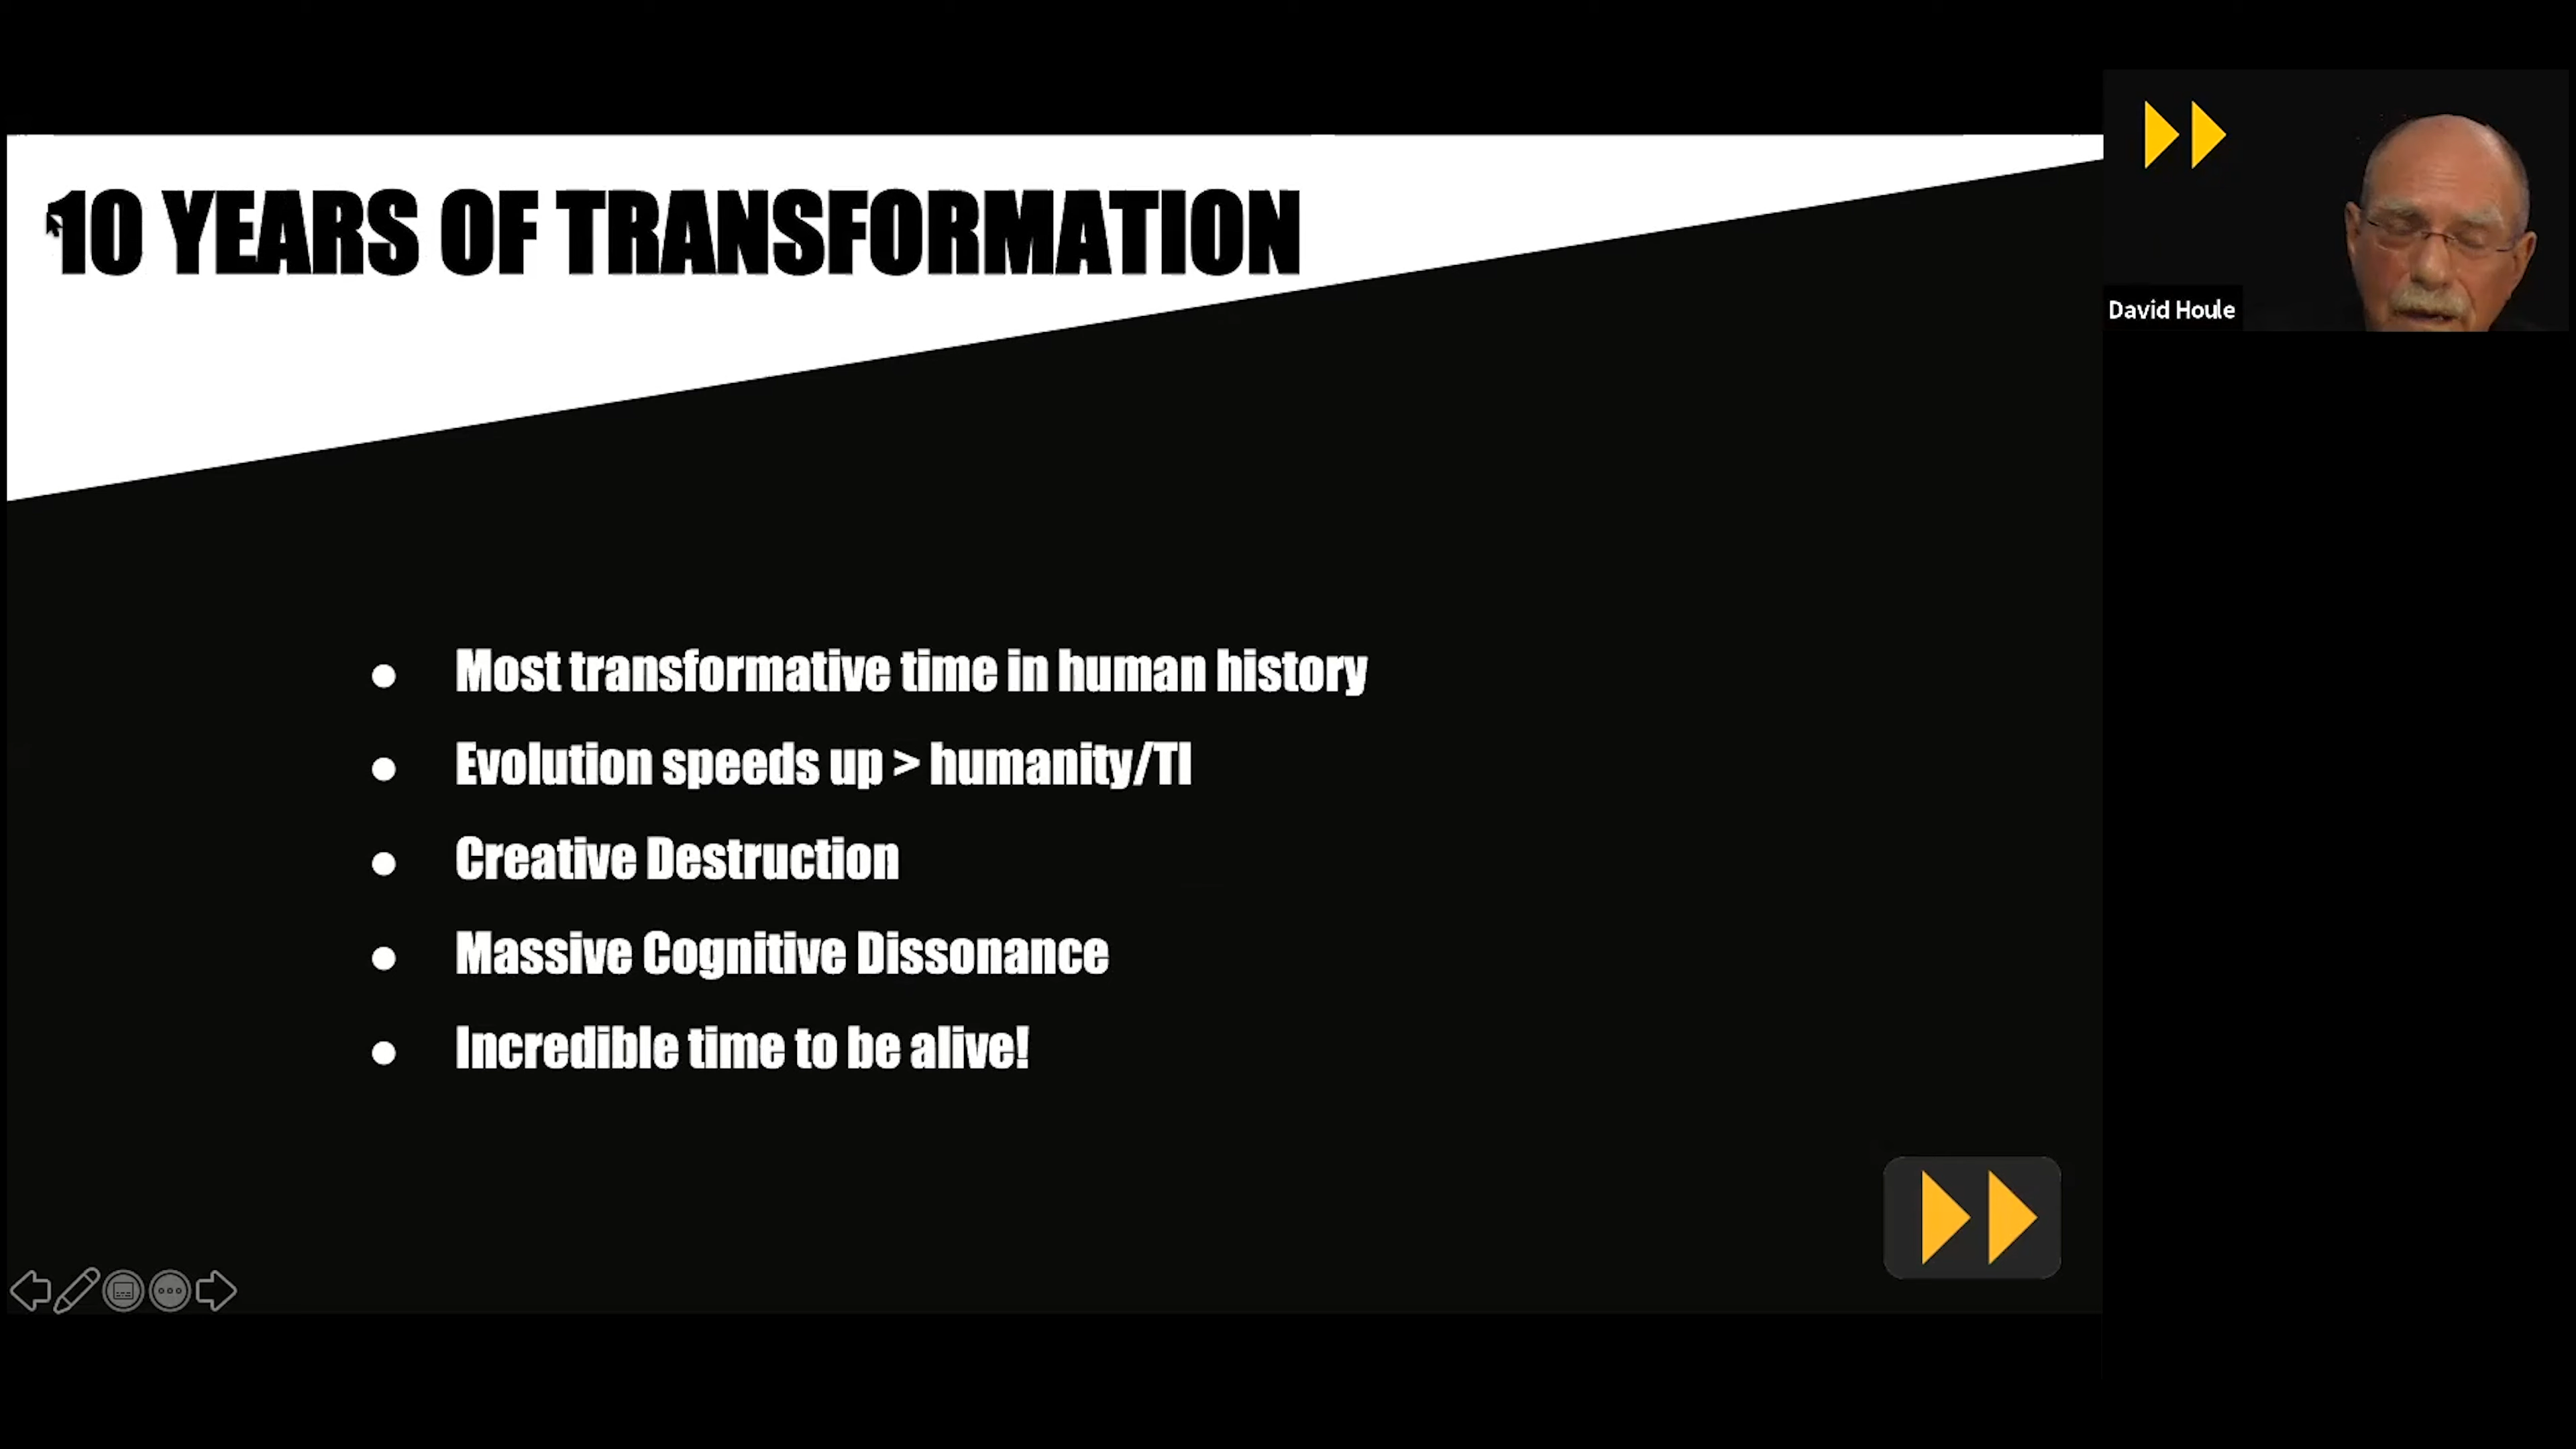 10 YEARS OF TRANSFORMATION
David Houle
● Most transformative time in human history
● Evolution speeds up > humanity/TI
● Creative Destruction
● Massive Cognitive Dissonance
● Incredible time to be alive!